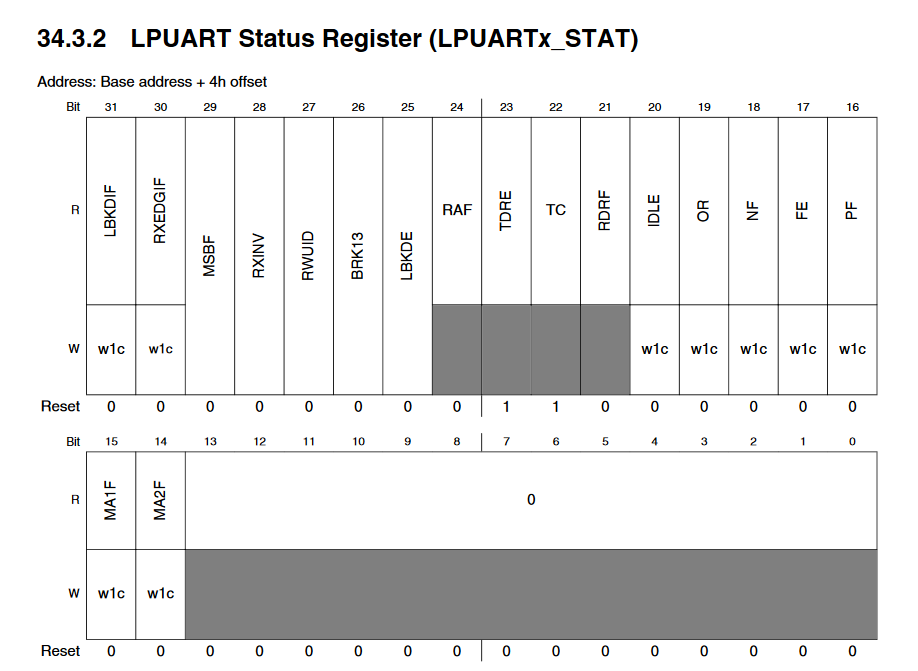 34.3.2 LPUART Status Register (LPUARTx_STAT)
Address: Base address + 4h offset
Bit 31 30 29 28 27 26 25 24 23 22 21 20 19 18 17 16
R LBKDIF RXEDGIF MSBF RXINV RWUID BRK13 LBKDE RAF TDRE TC RDRF IDLE OR NF FE PF
W w1c w1c w1c w1c w1c w1c w1c
Reset 0 0 0 0 0 0 0 0 1 1 0 0 0 0 0 0
Bit 15 14 13 12 11 10 9 8 7 6 5 4 3 2 1 0
R MA1F MA2F 0
W w1c w1c
Reset 0 0 0 0 0 0 0 0 0 0 0 0 0 0 0 0